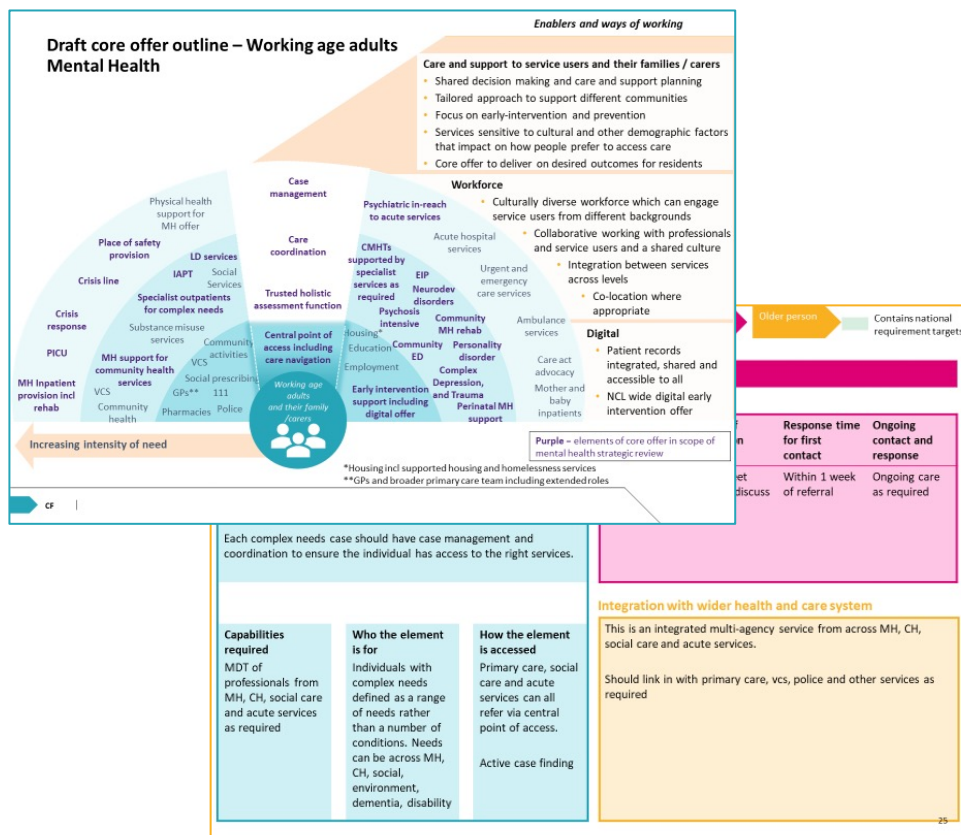 Enablers and ways of working
Draft core offer outline – Working age adults
Mental Health
Care and support to service users and their families / carers
• Shared decision making and care and support planning
• Tailored approach to support different communities
• Focus on early-intervention and prevention
• Services sensitive to cultural and other demographic factors
that impact on how people prefer to access care
• Core offer to deliver on desired outcomes for residents
Workforce
• Culturally diverse workforce which can engage
service users from different backgrounds
• Collaborative working with professionals
and service users and a shared culture
• Integration between services
across levels
• Co-location where
appropriate
Digital
• Patient records
integrated, shared and
accessible to all
• NCL wide digital early
intervention offer
Case
management
Care
coordination
Trusted holistic
assessment function
Central point of
access including
care navigation
Working age
adults
and their family
/carers
Physical health
support for
MH offer
Place of safety
provision
Crisis line
Crisis
response
PICU
MH Inpatient
provision incl
rehab
LD services
IAPT
Social
Services
Specialist outpatients
for complex needs
Substance misuse
services
MH support for
community health
services
VCS
Community
health
Community
activities
VCS
Social prescribing
GPs**
111
Pharmacies
Police
Psychiatric in-reach
to acute services
Acute hospital
services
Urgent and
emergency
care services
Ambulance
services
Care act
advocacy
Mother and
baby
inpatients
CMHTs
supported by
specialist
services as
required
EIP
Neurodev
disorders
Psychosis
intensive
Community
MH rehab
Community
ED
Personality
disorder
Complex
Depression,
and Trauma
Perinatal MH
support
Housing*
Education
Employment
Early intervention
support including
digital offer
Increasing intensity of need
Purple – elements of core offer in scope of
mental health strategic review
*Housing incl supported housing and homelessness services
**GPs and broader primary care team including extended roles
CF
Older person
Contains national
requirement targets
Response time
for first
contact
Within 1 week
of referral
Ongoing
contact and
response
Ongoing care
as required
discuss
Each complex needs case should have case management and
coordination to ensure the individual has access to the right services.
Capabilities
required
MDT of
professionals from
MH, CH, social care
and acute services
as required
Who the element
is for
Individuals with
complex needs
defined as a range
of needs rather
than a number of
conditions. Needs
can be across MH,
CH, social,
environment,
dementia, disability
How the element
is accessed
Primary care, social
care and acute
services can all
refer via central
point of access.
Active case finding
Integration with wider health and care system
This is an integrated multi-agency service from across MH, CH,
social care and acute services.
Should link in with primary care, vcs, police and other services as
required
25